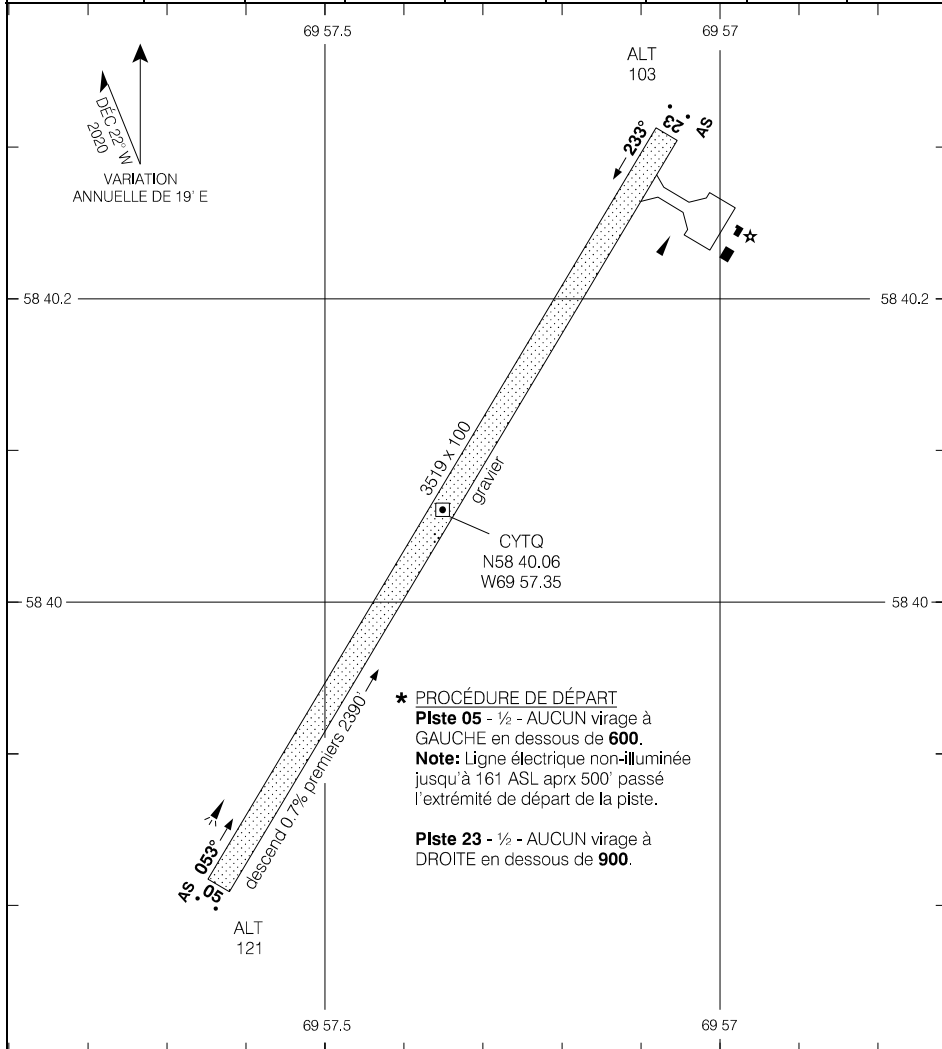 69 57.5
69 57
ALT
103
DÉC 22° W
2020
VARIATION
ANNUELLE DE 19' E
233°
23
AS
58 40.2
58 40.2
3519 x 100
gravier
CYTQ
N58 40.06
W69 57.35
58 40
58 40
* PROCÉDURE DE DÉPART
Piste 05 - ½ - AUCUN virage à
GAUCHE en dessous de 600.
Note: Ligne électrique non-illuminée
jusqu'à 161 ASL aprx 500' passé
l'extrémité de départ de la piste.
Piste 23 - ½ - AUCUN virage à
DROITE en dessous de 900.
descend 0.7% premiers 2390'
053°
AS
05
ALT
121
69 57.5
69 57